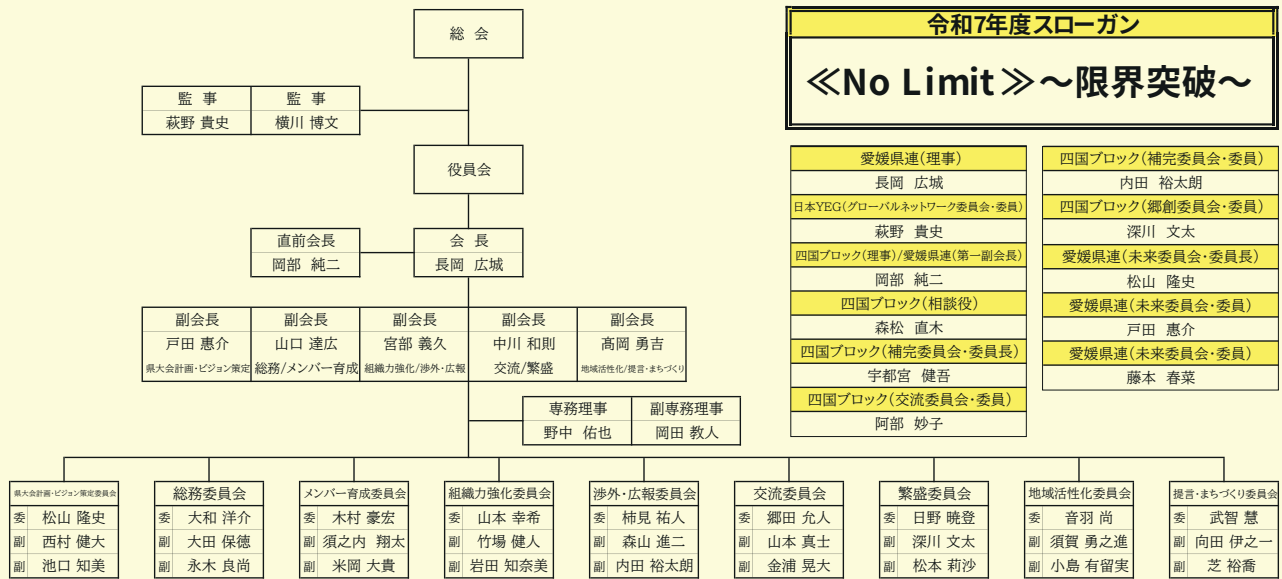 総 会
令和7年度スローガン
≪No Limit≫～限界突破～
監 事 監 事
萩野 貴史 横川 博文
役員会
直前会長
岡部 純二
会 長
長岡 広城
副会長 副会長 副会長 副会長 副会長
戸田 惠介 山口 達広 宮部 義久 中川 和則 髙岡 勇吉
県大会計画・ビジョン策定 総務/メンバー育成 組織力強化/渉外・広報 交流/繁盛 地域活性化/提言・まちづくり
専務理事 副専務理事
野中 佑也 岡田 教人
愛媛県連(理事)
長岡 広城
日本YEG(グローバルネットワーク委員会・委員)
萩野 貴史
四国ブロック(理事)/愛媛県連(第一副会長)
岡部 純二
四国ブロック(相談役)
森松 直木
四国ブロック(補完委員会・委員長)
宇都宮 健吾
四国ブロック(交流委員会・委員)
阿部 妙子
四国ブロック(補完委員会・委員)
内田 裕太朗
四国ブロック(郷創委員会・委員)
深川 文太
愛媛県連(未来委員会・委員長)
松山 隆史
愛媛県連(未来委員会・委員)
戸田 惠介
愛媛県連(未来委員会・委員)
藤本 春菜
県大会計画・ビジョン策定委員会
委 松山 隆史
副 西村 健大
副 池口 知美
総務委員会
委 大和 洋介
副 大田 保徳
副 永木 良尚
メンバー育成委員会
委 木村 豪宏
副 須之内 翔太
副 米岡 大貴
組織力強化委員会
委 山本 幸希
副 竹場 健人
副 岩田 知奈美
渉外・広報委員会
委 柿見 祐人
副 森山 進二
副 内田 裕太朗
交流委員会
委 郷田 允人
副 山本 真士
副 金浦 晃大
繁盛委員会
委 日野 暁登
副 深川 文太
副 松本 莉沙
地域活性化委員会
委 音羽 尚
副 須賀 勇之進
副 小島 有留実
提言・まちづくり委員会
委 武智 慧
副 向田 伊之一
副 芝 裕喬